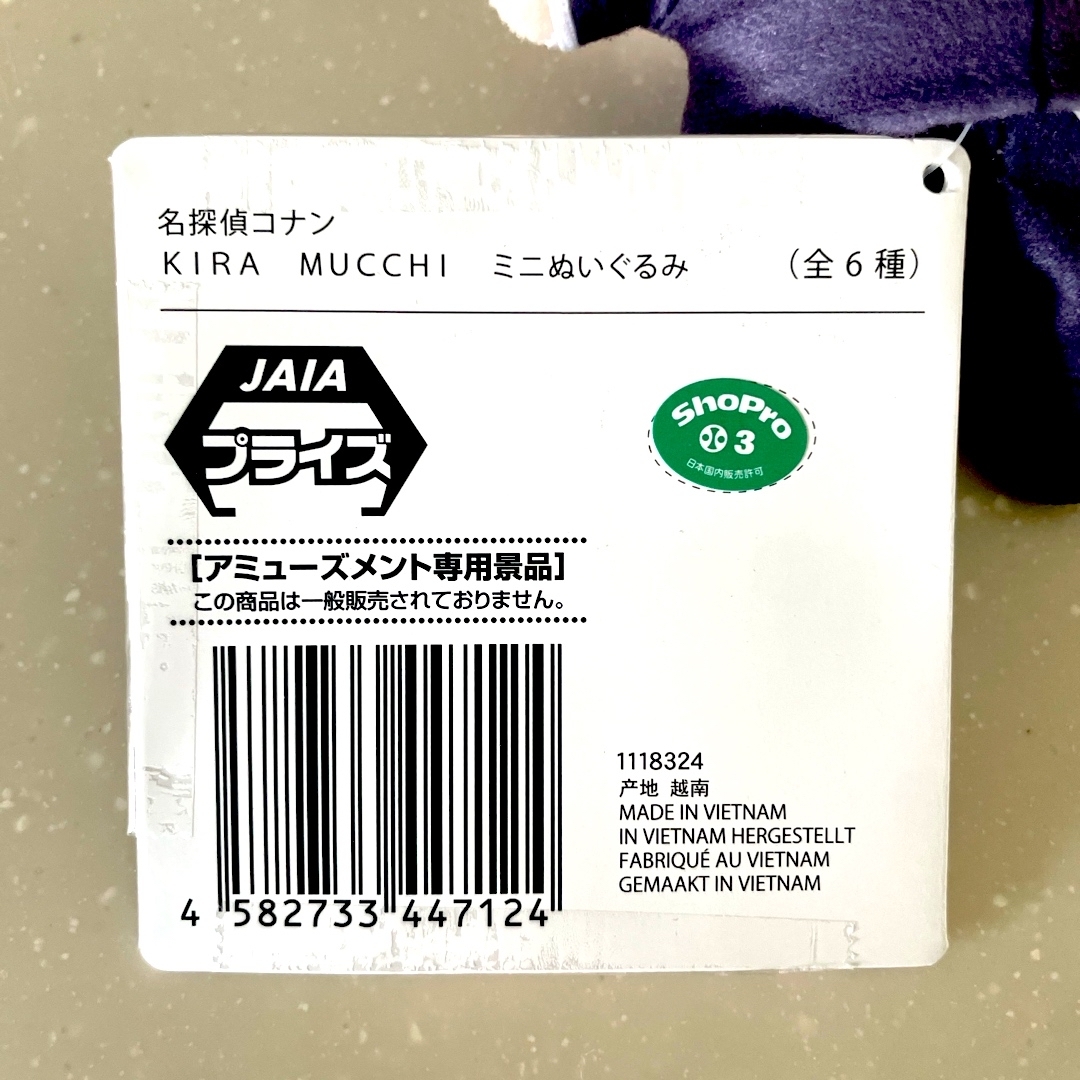 名探偵コナン
KIRA MUCCHI ミニぬいぐるみ （全6種）
JAIA
プライズ
ShoPro
3
日本国内販売許可
［アミューズメント専用景品］
この商品は一般販売されておりません。
4 582733 447124
1118324
产地 越南
MADE IN VIETNAM
IN VIETNAM HERGESTELLT
FABRIQUÉ AU VIETNAM
GEMAAKT IN VIETNAM